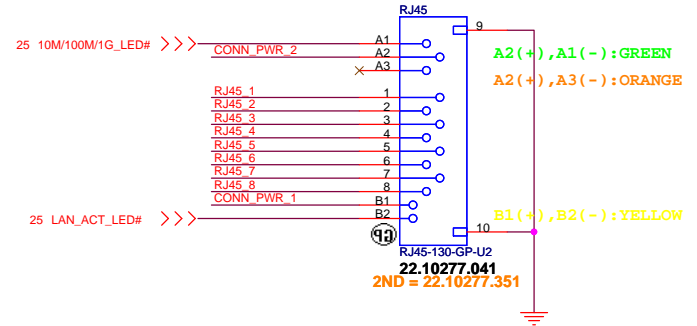 RJ45
25 10M/100M/1G_LED#
A1
9
CONN_PWR_2
A2
A2(+),A1(-):GREEN
A3
A2(+),A3(-):ORANGE
RJ45_1
1
RJ45_2
2
RJ45_3
3
RJ45_4
4
RJ45_5
5
RJ45_6
6
RJ45_7
7
RJ45_8
8
CONN_PWR_1
B1
25 LAN_ACT_LED#
B2
B1(+),B2(-):YELLOW
GP
10
RJ45-130-GP-U2
22.10277.041
2ND = 22.10277.351